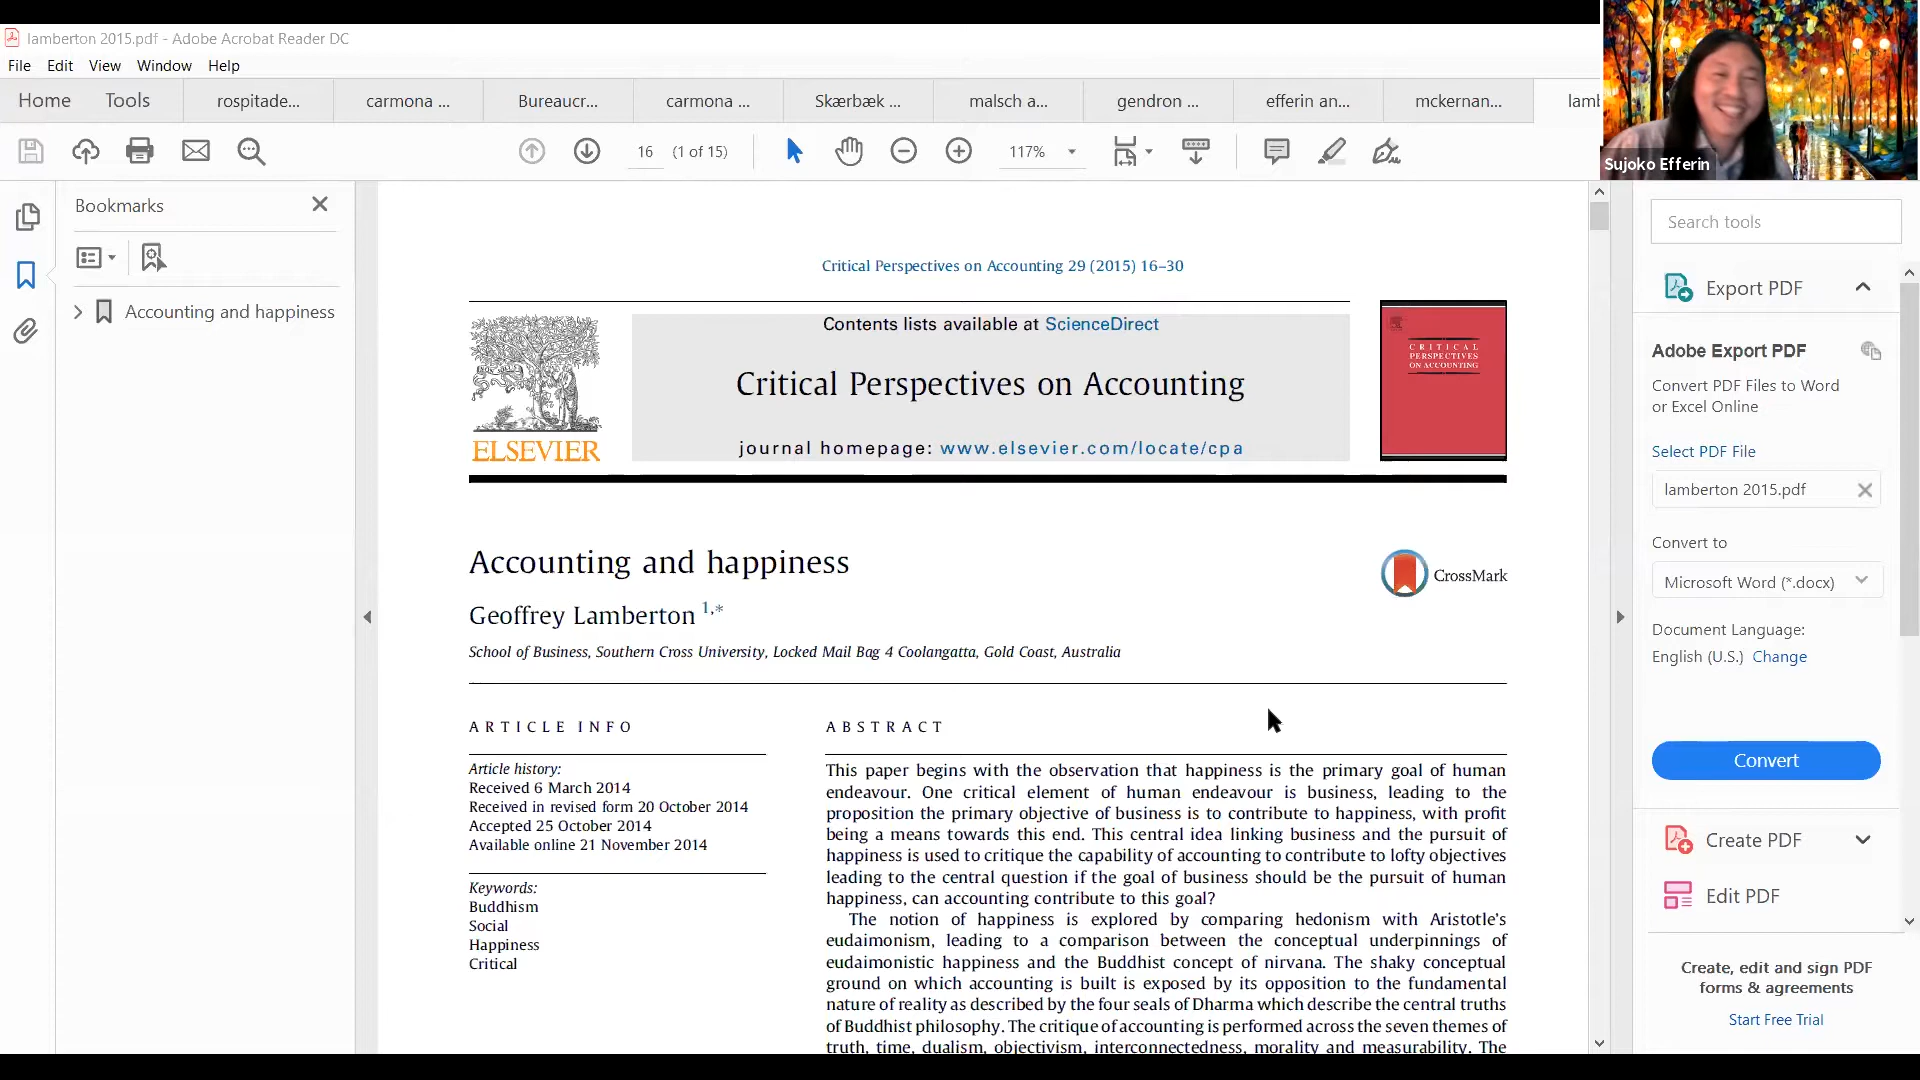 lamberton 2015.pdf - Adobe Acrobat Reader DC
File Edit View Window Help
Home Tools rospitade... carmona ... Bureaucr... carmona ... Skærbæk ... malsch a... gendron ... efferin an... mckernan... lamb
16 (1 of 15) 117%
Sujoko Efferin
Bookmarks
Accounting and happiness
Critical Perspectives on Accounting 29 (2015) 16–30
Contents lists available at ScienceDirect
Critical Perspectives on Accounting
journal homepage: www.elsevier.com/locate/cpa
ELSEVIER
CRITICAL
PERSPECTIVES
ON ACCOUNTING
Accounting and happiness
CrossMark
Geoffrey Lamberton 1,*
School of Business, Southern Cross University, Locked Mail Bag 4 Coolangatta, Gold Coast, Australia
ARTICLE INFO
Article history:
Received 6 March 2014
Received in revised form 20 October 2014
Accepted 25 October 2014
Available online 21 November 2014
Keywords:
Buddhism
Social
Happiness
Critical
ABSTRACT
This paper begins with the observation that happiness is the primary goal of human
endeavour. One critical element of human endeavour is business, leading to the
proposition the primary objective of business is to contribute to happiness, with profit
being a means towards this end. This central idea linking business and the pursuit of
happiness is used to critique the capability of accounting to contribute to lofty objectives
leading to the central question if the goal of business should be the pursuit of human
happiness, can accounting contribute to this goal?
The notion of happiness is explored by comparing hedonism with Aristotle's
eudaimonism, leading to a comparison between the conceptual underpinnings of
eudaimonistic happiness and the Buddhist concept of nirvana. The shaky conceptual
ground on which accounting is built is exposed by its opposition to the fundamental
nature of reality as described by the four seals of Dharma which describe the central truths
of Buddhist philosophy. The critique of accounting is performed across the seven themes of
truth, time, dualism, objectivism, interconnectedness, morality and measurability. The
Search tools
Export PDF
Adobe Export PDF
Convert PDF Files to Word
or Excel Online
Select PDF File
lamberton 2015.pdf
Convert to
Microsoft Word (*.docx)
Document Language:
English (U.S.) Change
Convert
Create PDF
Edit PDF
Create, edit and sign PDF
forms & agreements
Start Free Trial